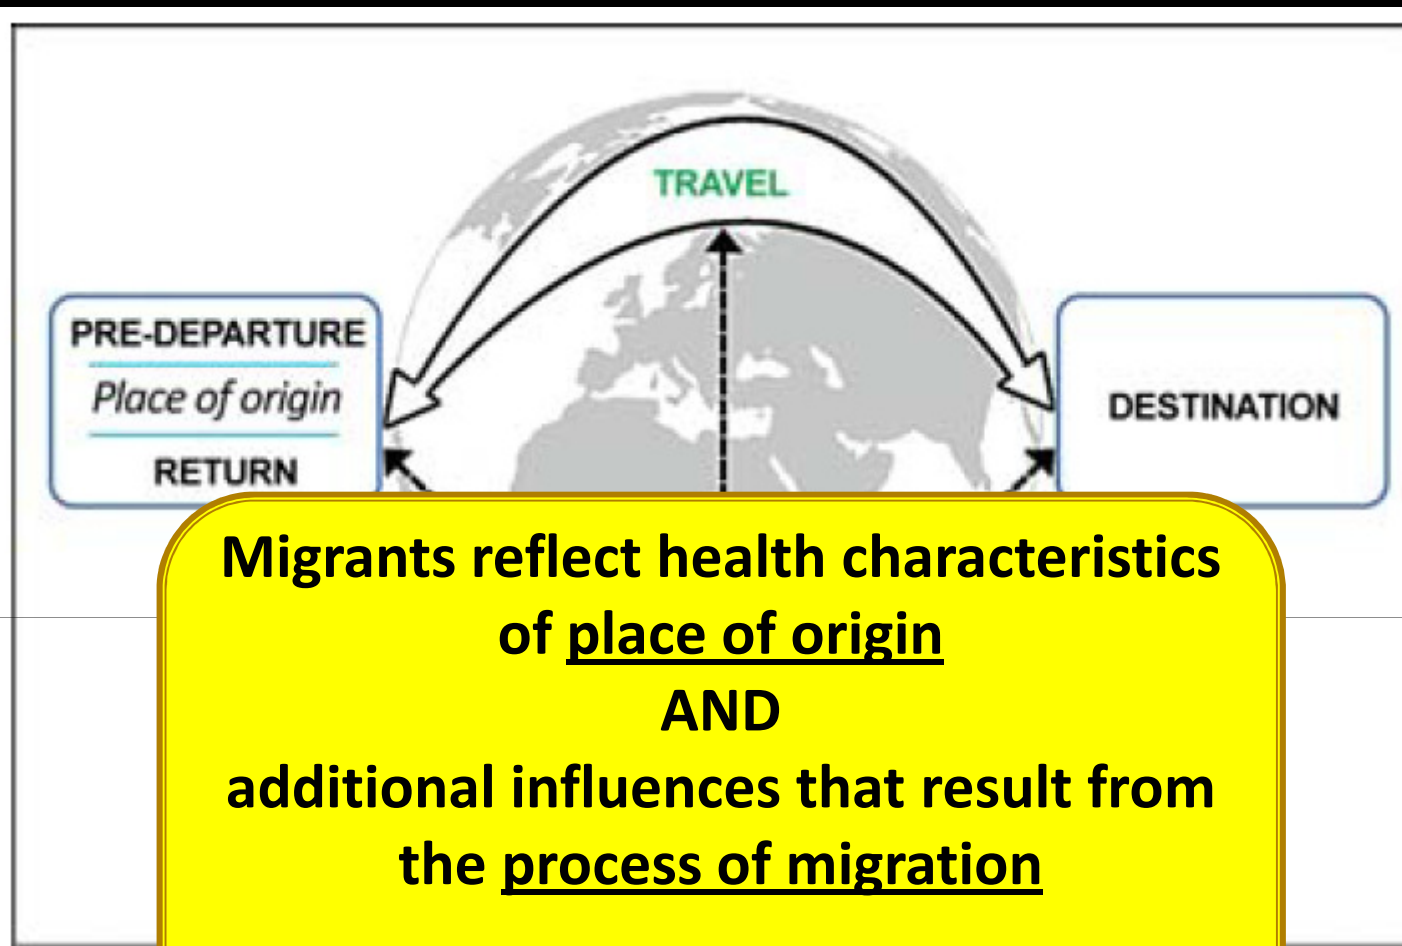 TRAVEL
PRE-DEPARTURE
Place of origin
RETURN
DESTINATION
Migrants reflect health characteristics
of place of origin
AND
additional influences that result from
the process of migration